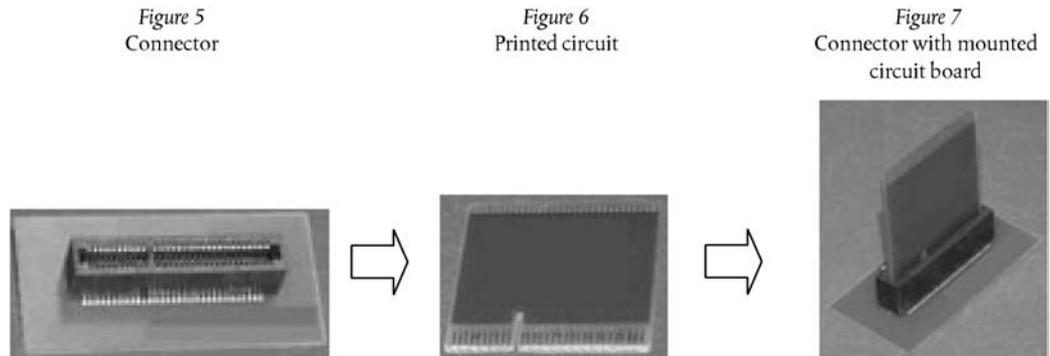 Figure 5
Connector
Figure 6
Printed circuit
Figure 7
Connector with mounted
circuit board